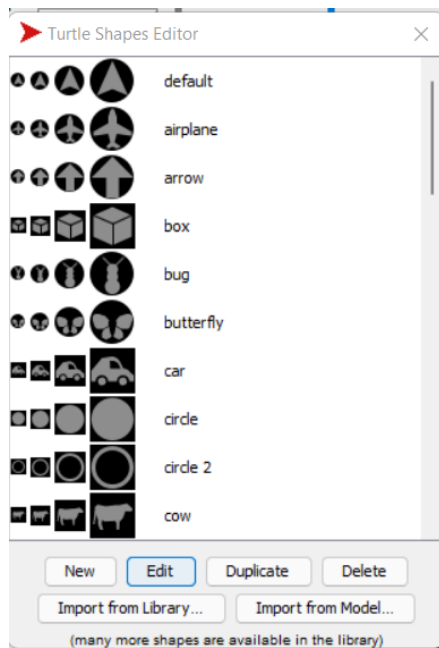 Turtle Shapes Editor
default
airplane
arrow
box
bug
butterfly
car
circle
circle 2
cow
New Edit Duplicate Delete
Import from Library... Import from Model...
(many more shapes are available in the library)